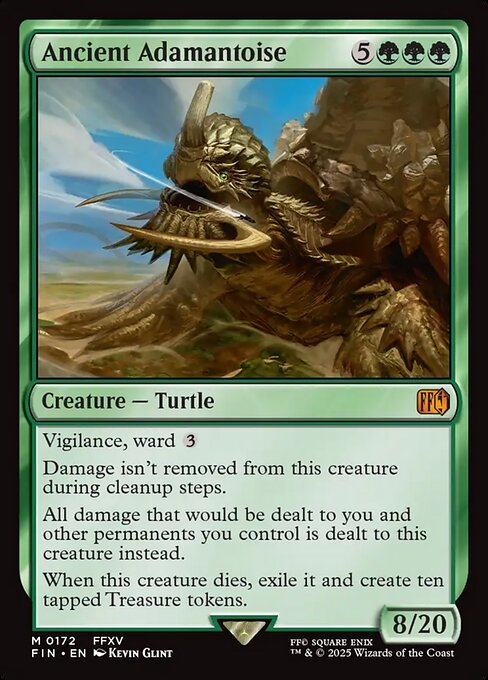 Ancient Adamantoise 5
Creature — Turtle
FF
Vigilance, ward 3
Damage isn't removed from this creature
during cleanup steps.
All damage that would be dealt to you and
other permanents you control is dealt to
this creature instead.
When this creature dies, exile it and create ten
tapped Treasure tokens.
8/20
M 0172 FFXV
FIN • EN Kevin Glint
FF© SQUARE ENIX
™ & © 2025 Wizards of the Coast